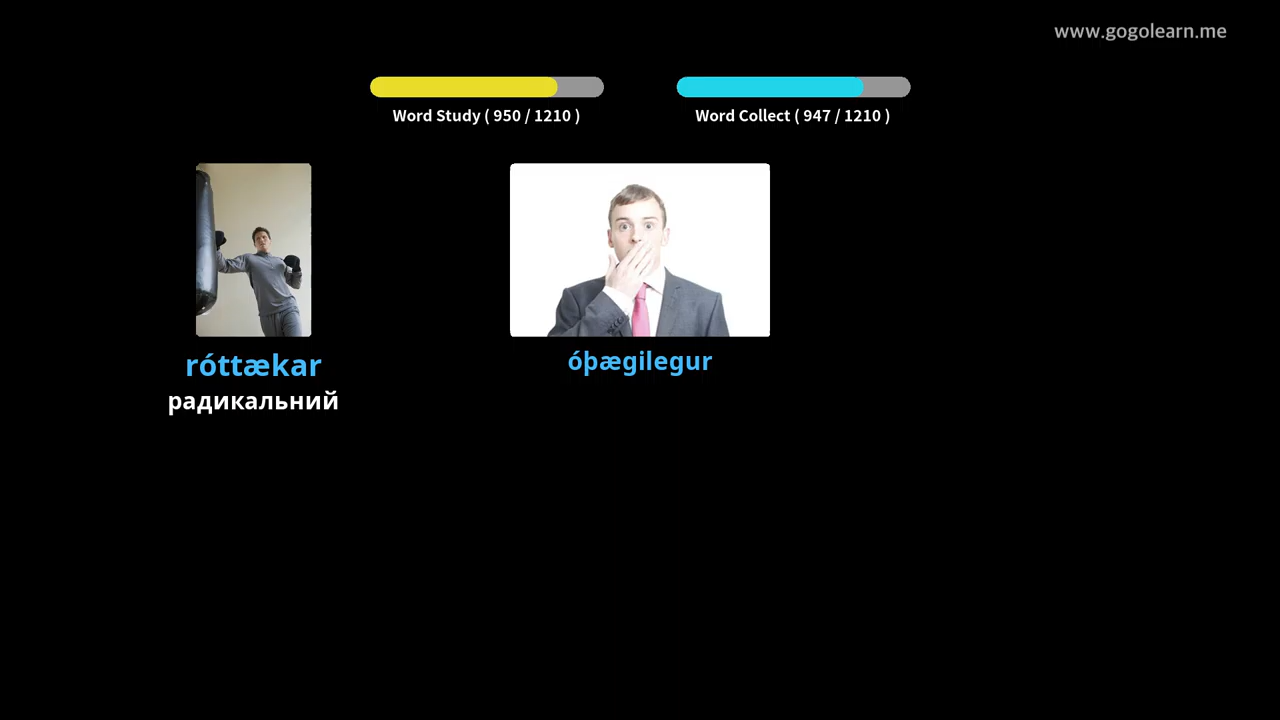 www.gogolearn.me
Word Study ( 950 / 1210 )
Word Collect ( 947 / 1210 )
róttækar
радикальний
óþægilegur